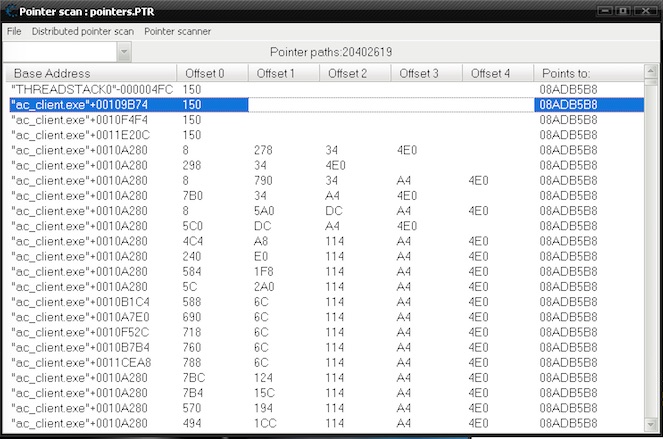 Pointer scan : pointers.PTR
File Distributed pointer scan Pointer scanner
Pointer paths:20402619
Base Address Offset 0 Offset 1 Offset 2 Offset 3 Offset 4 Points to:
"THREADSTACK0"-000004FC 150 08ADB5B8
"ac_client.exe"+00109B74 150 08ADB5B8
"ac_client.exe"+0010F4F4 150 08ADB5B8
"ac_client.exe"+0011E20C 150 08ADB5B8
"ac_client.exe"+0010A280 8 278 34 4E0 08ADB5B8
"ac_client.exe"+0010A280 298 34 4E0 08ADB5B8
"ac_client.exe"+0010A280 8 790 34 A4 4E0 08ADB5B8
"ac_client.exe"+0010A280 7B0 34 A4 4E0 08ADB5B8
"ac_client.exe"+0010A280 8 5A0 DC A4 4E0 08ADB5B8
"ac_client.exe"+0010A280 5C0 DC A4 4E0 08ADB5B8
"ac_client.exe"+0010A280 4C4 A8 114 A4 4E0 08ADB5B8
"ac_client.exe"+0010A280 240 E0 114 A4 4E0 08ADB5B8
"ac_client.exe"+0010A280 584 1F8 114 A4 4E0 08ADB5B8
"ac_client.exe"+0010A280 5C 2A0 114 A4 4E0 08ADB5B8
"ac_client.exe"+0010B1C4 588 6C 114 A4 4E0 08ADB5B8
"ac_client.exe"+0010A7E0 690 6C 114 A4 4E0 08ADB5B8
"ac_client.exe"+0010F52C 718 6C 114 A4 4E0 08ADB5B8
"ac_client.exe"+0010B7B4 760 6C 114 A4 4E0 08ADB5B8
"ac_client.exe"+0011CEA8 788 6C 114 A4 4E0 08ADB5B8
"ac_client.exe"+0010A280 7BC 124 114 A4 4E0 08ADB5B8
"ac_client.exe"+0010A280 7B4 15C 114 A4 4E0 08ADB5B8
"ac_client.exe"+0010A280 570 194 114 A4 4E0 08ADB5B8
"ac_client.exe"+0010A280 494 1CC 114 A4 4E0 08ADB5B8